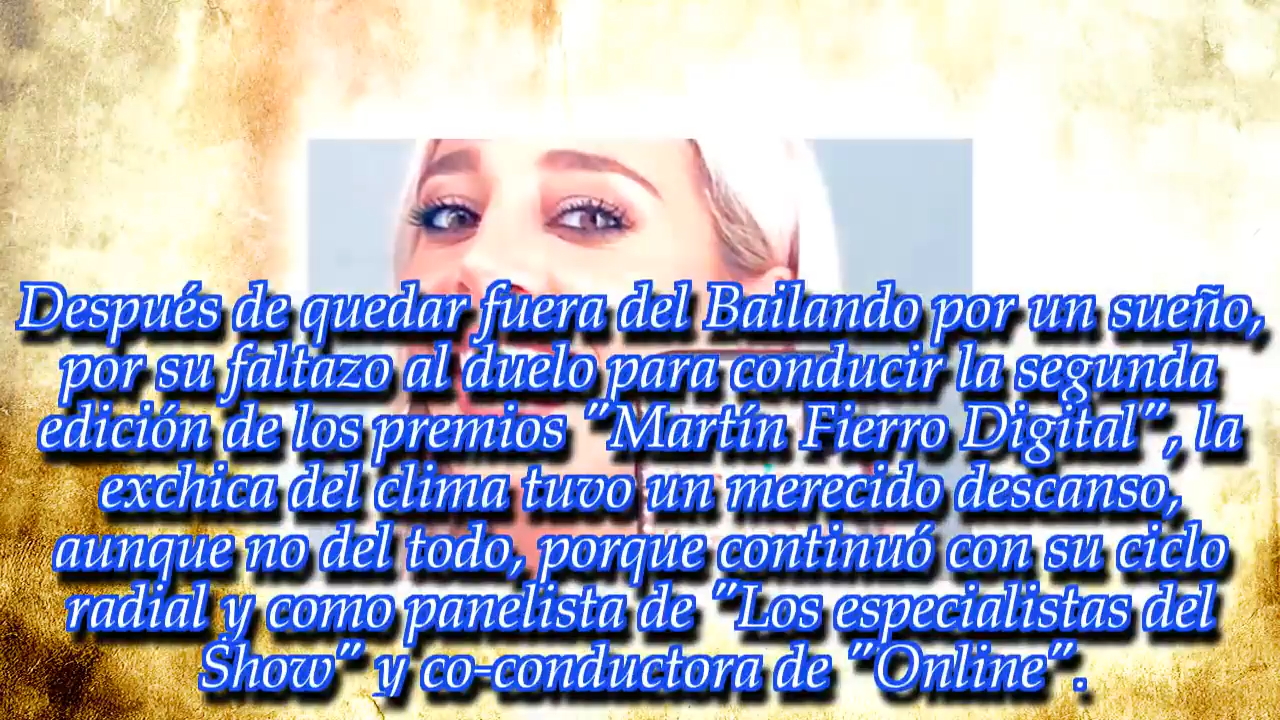 Después de quedar fuera del Bailando por un sueño,
por su faltazo al duelo para conducir la segunda
edición de los premios "Martín Fierro Digital", la
exchica del clima tuvo un merecido descanso,
aunque no del todo, porque continuó con su ciclo
radial y como panelista de "Los especialistas del
Show" y co-conductora de "Online".